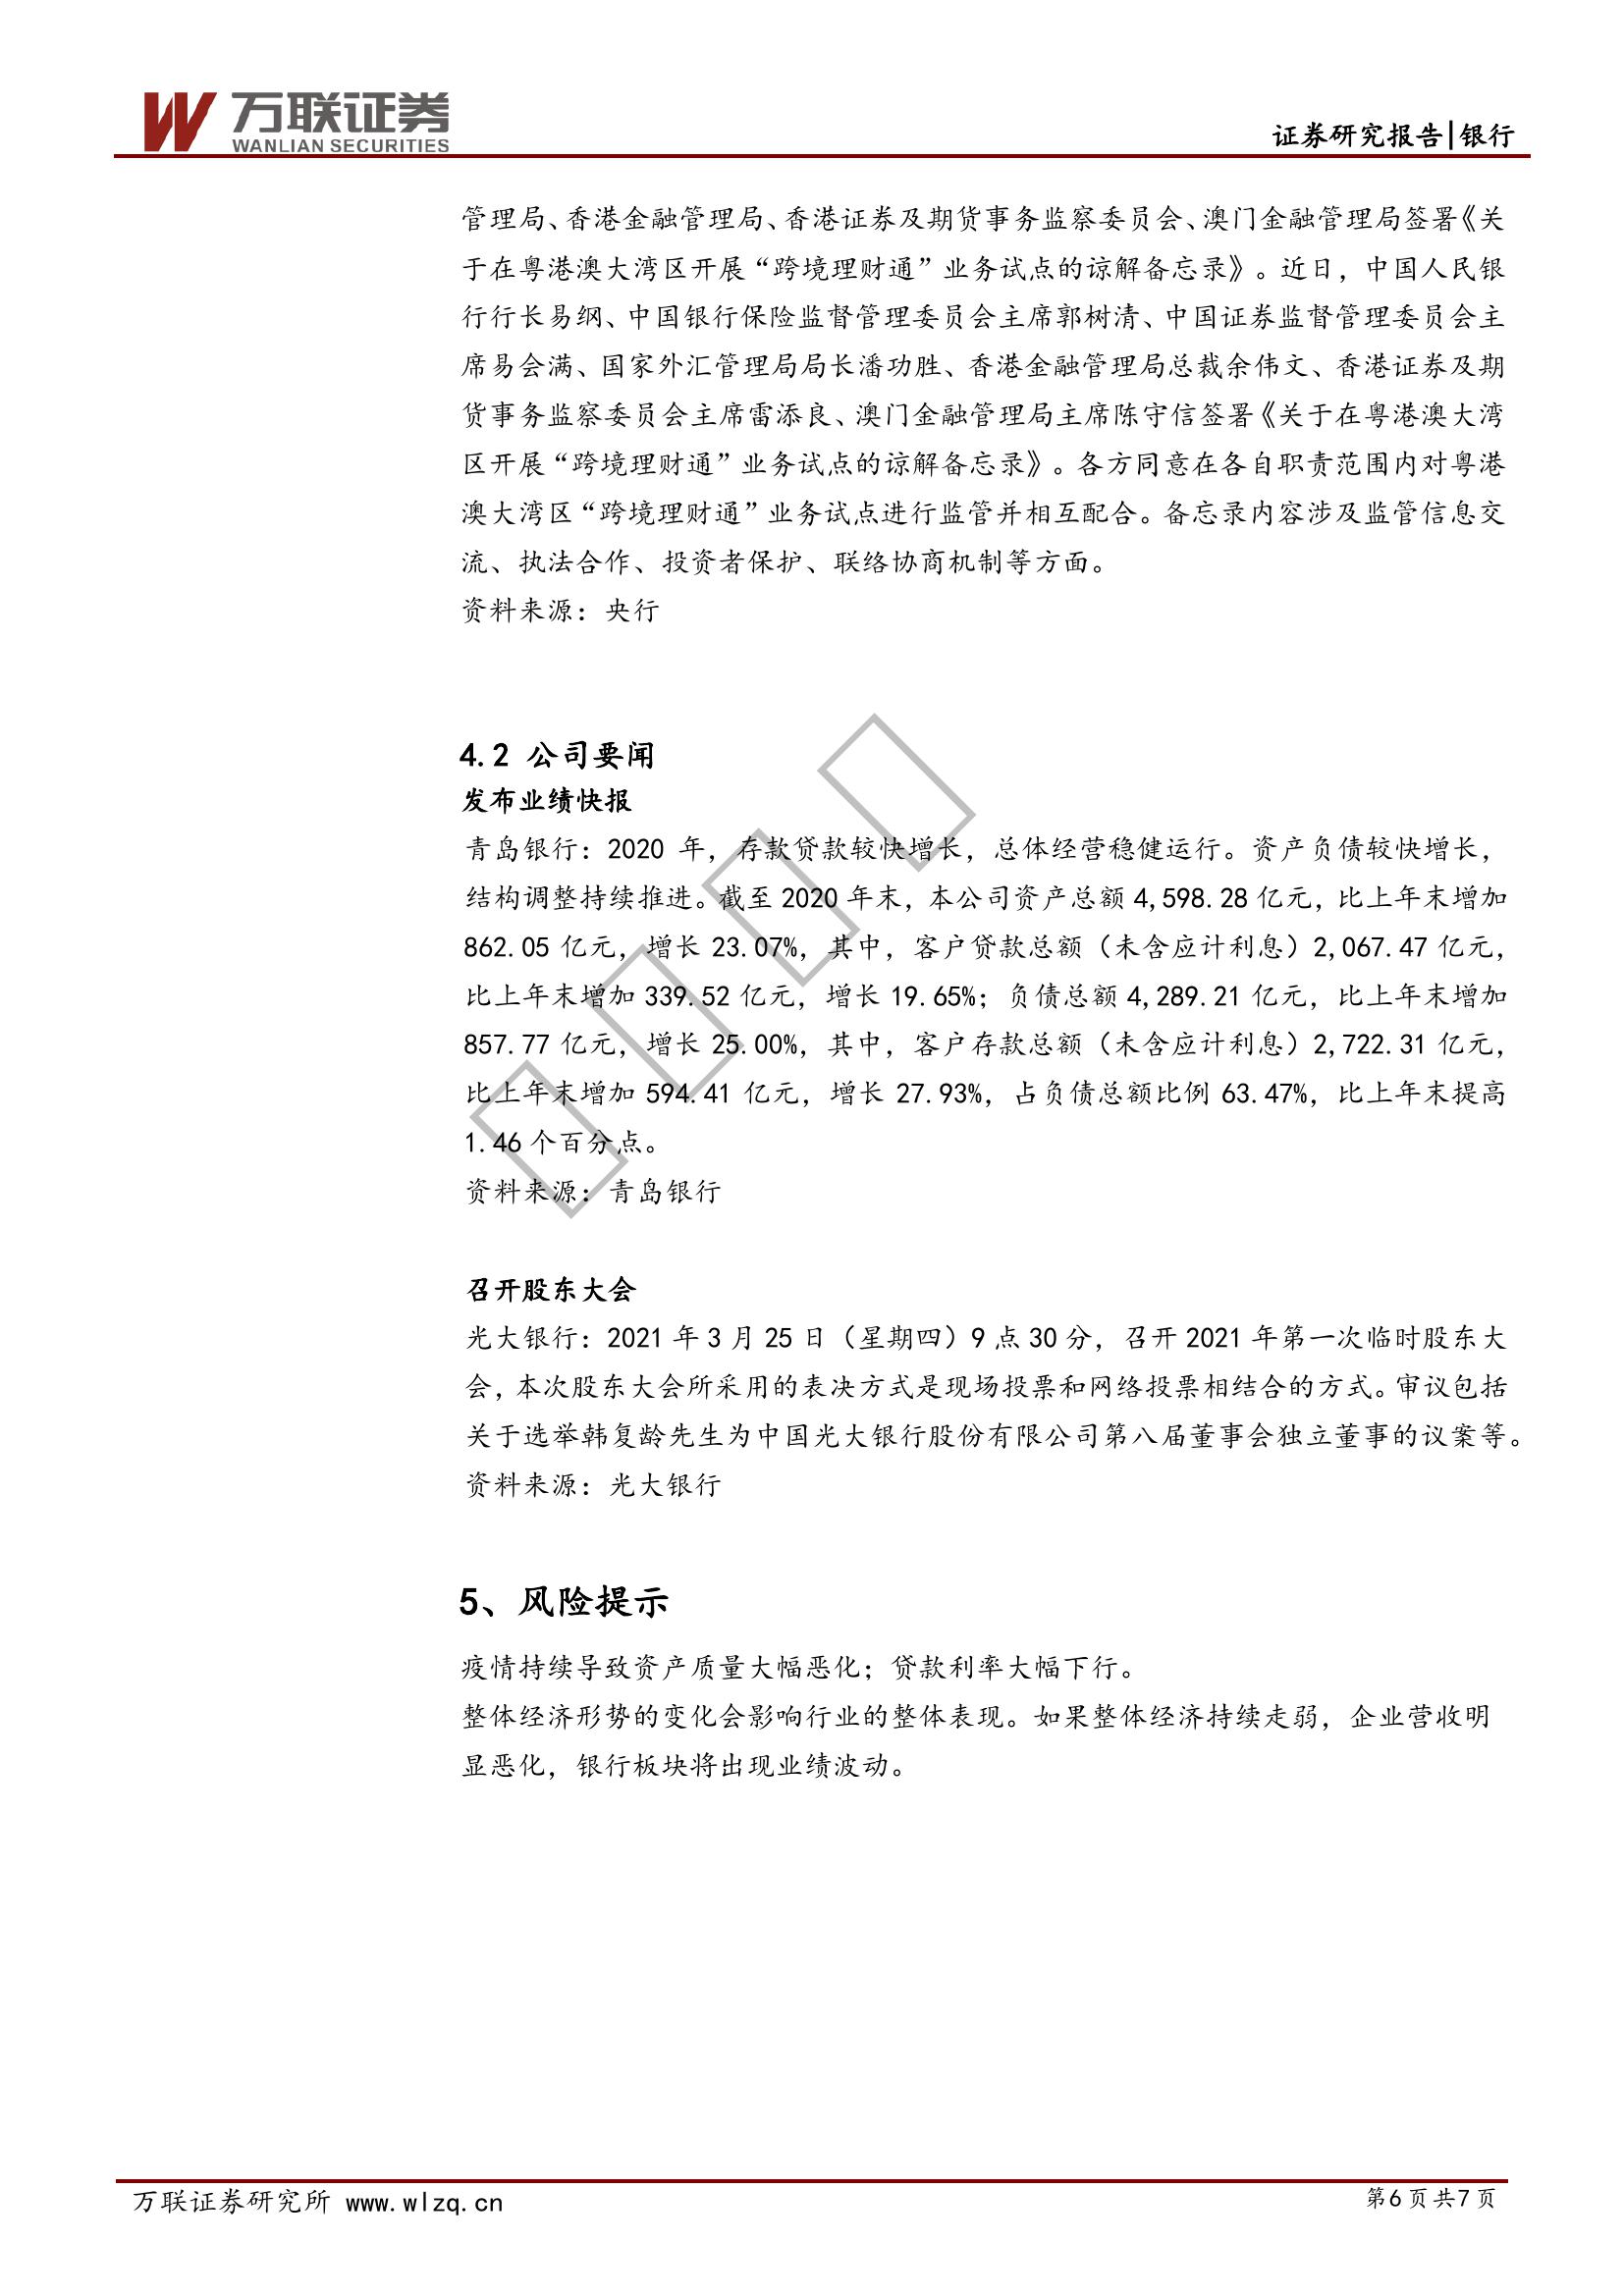 万联证券
WANLIAN SECURITIES
证券研究报告|银行
管理局、香港金融管理局、香港证券及期货事务监察委员会、澳门金融管理局签署《关
于在粤港澳大湾区开展“跨境理财通”业务试点的谅解备忘录》。近日，中国人民银
行行长易纲、中国银行保险监督管理委员会主席郭树清、中国证券监督管理委员会主
席易会满、国家外汇管理局局长潘功胜、香港金融管理局总裁余伟文、香港证券及期
货事务监察委员会主席雷添良、澳门金融管理局主席陈守信签署《关于在粤港澳大湾
区开展“跨境理财通”业务试点的谅解备忘录》。各方同意在各自职责范围内对粤港
澳大湾区“跨境理财通”业务试点进行监管并相互配合。备忘录内容涉及监管信息交
流、执法合作、投资者保护、联络协商机制等方面。
资料来源：央行
4.2 公司要闻
发布业绩快报
青岛银行：2020 年，存款贷款较快增长，总体经营稳健运行。资产负债较快增长，
结构调整持续推进。截至 2020 年末，本公司资产总额 4,598.28 亿元，比上年末增加
862.05 亿元，增长 23.07%，其中，客户贷款总额（未含应计利息）2,067.47 亿元，
比上年末增加 339.52 亿元，增长 19.65%；负债总额 4,289.21 亿元，比上年末增加
857.77 亿元，增长 25.00%，其中，客户存款总额（未含应计利息）2,722.31 亿元，
比上年末增加 594.41 亿元，增长 27.93%，占负债总额比例 63.47%，比上年末提高
1.46 个百分点。
资料来源：青岛银行
召开股东大会
光大银行：2021 年 3 月 25 日（星期四）9 点 30 分，召开 2021 年第一次临时股东大
会，本次股东大会所采用的表决方式是现场投票和网络投票相结合的方式。审议包括
关于选举韩复龄先生为中国光大银行股份有限公司第八届董事会独立董事的议案等。
资料来源：光大银行
5、风险提示
疫情持续导致资产质量大幅恶化；贷款利率大幅下行。
整体经济形势的变化会影响行业的整体表现。如果整体经济持续走弱，企业营收明
显恶化，银行板块将出现业绩波动。
万联证券研究所 www.wlzq.cn
第6页共7页